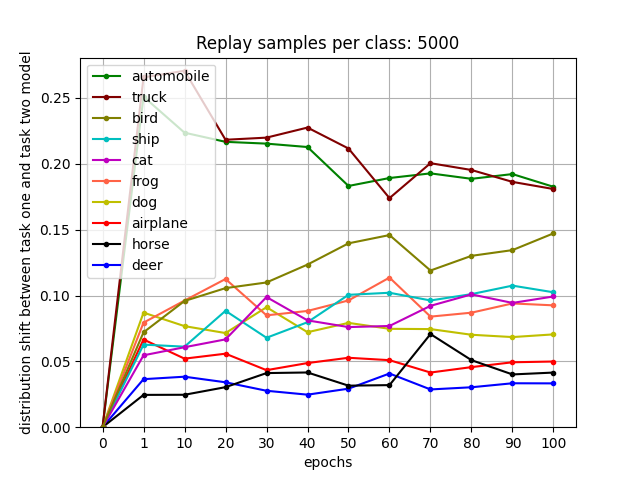 Replay samples per class: 5000
distribution shift between task one and task two model
0.25
0.20
0.15
0.10
0.05
0.00
automobile
truck
bird
ship
cat
frog
dog
airplane
horse
deer
0 1 10 20 30 40 50 60 70 80 90 100
epochs